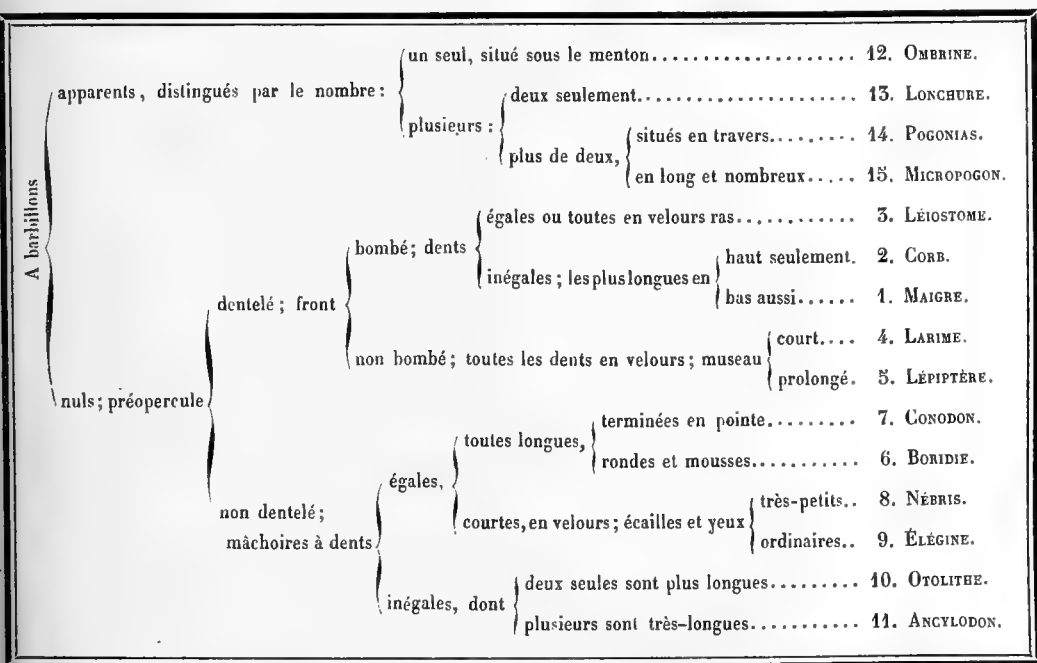 A barbillons
apparents, distingués par le nombre:
un seul, situé sous le menton.................... 12. OMBRINE.
plusieurs :
deux seulement...................... 13. LONCHURE.
plus de deux,
situés en travers......... 14. POGONIAS.
en long et nombreux..... 15. MICROPOGON.
nuls; préopercule
dentelé; front
bombé; dents
égales ou toutes en velours ras............ 3. LÉIOSTOME.
inégales; les plus longues en
haut seulement. 2. CORB.
bas aussi...... 1. MAIGRE.
non bombé; toutes les dents en velours; museau
court.... 4. LARIME.
prolongé. 5. LÉPIPTÈRE.
non dentelé;
mâchoires à dents
égales,
toutes longues,
terminées en pointe......... 7. CONODON.
rondes et mousses........... 6. BORIDIE.
courtes, en velours; écailles et yeux
très-petits.. 8. NÉBRIS.
ordinaires.. 9. ÉLÉGINE.
inégales, dont
deux seules sont plus longues......... 10. OTOLITHE.
plusieurs sont très-longues........... 11. ANCYLODON.